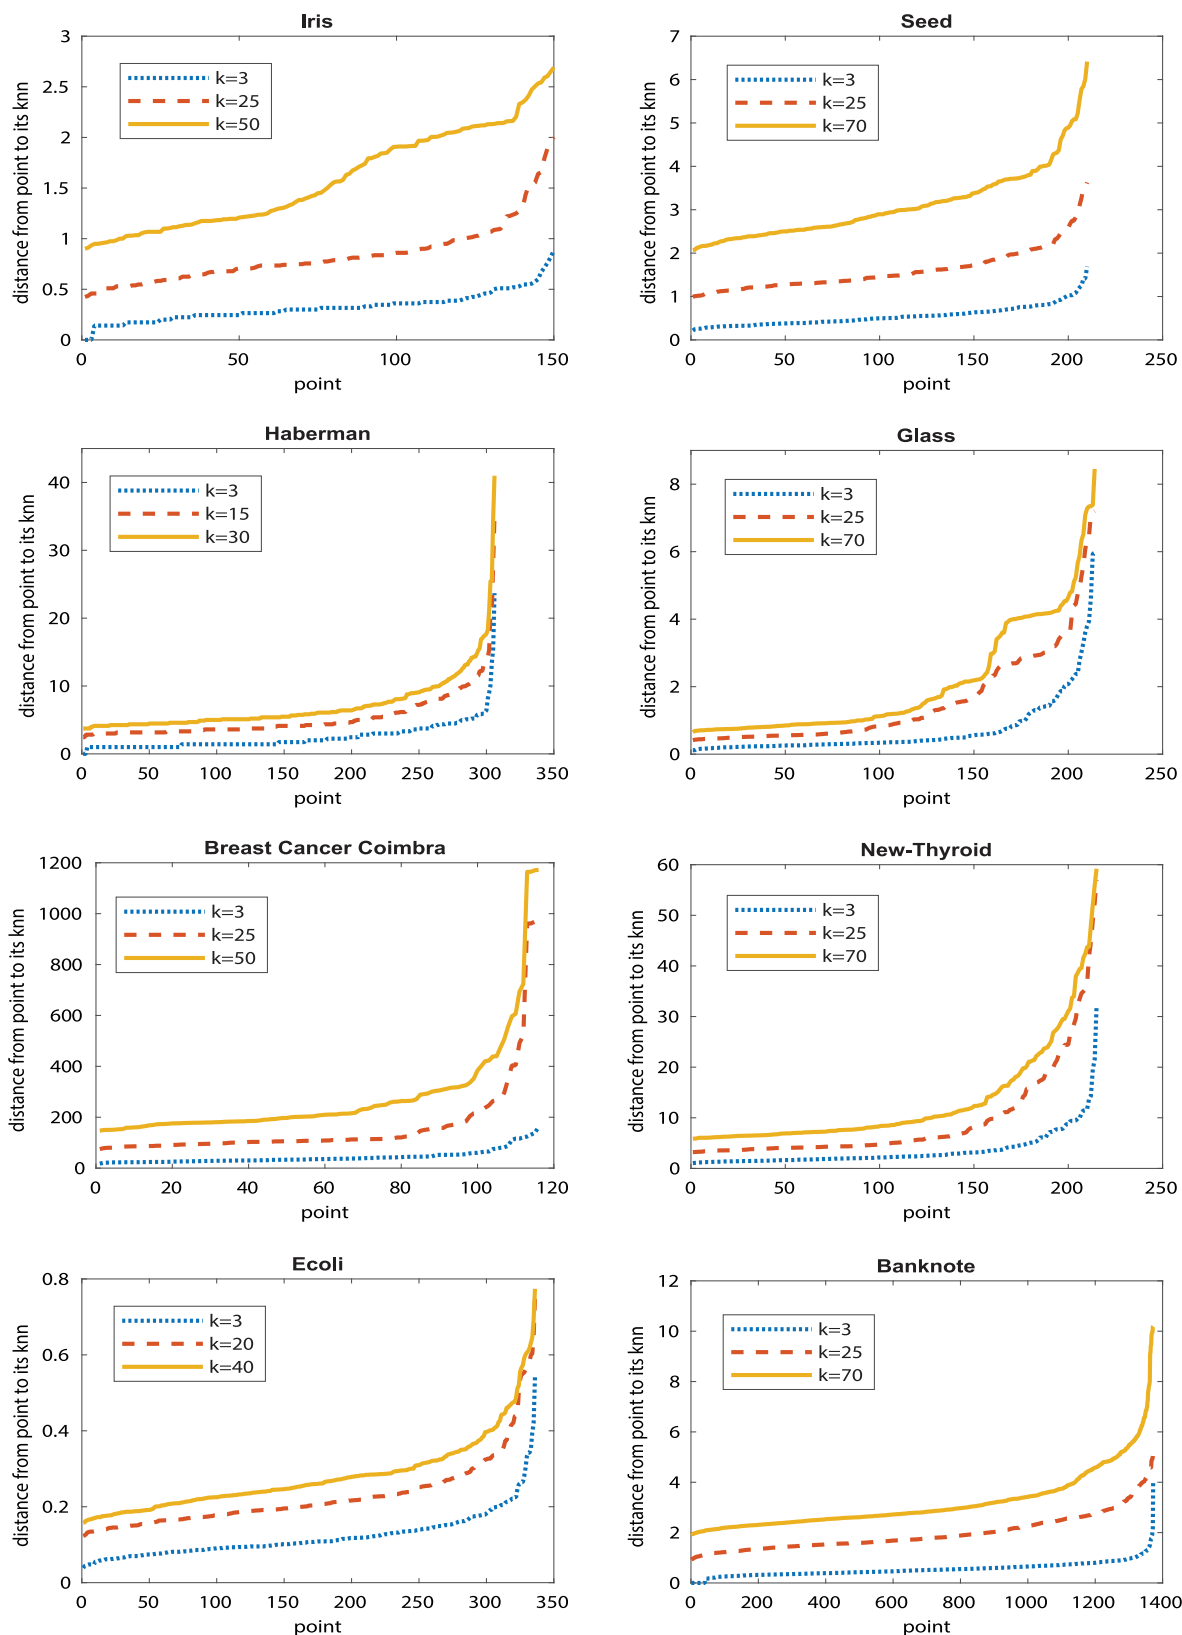 Iris
3
2.5
2
1.5
1
0.5
0
k=3
k=25
k=50
distance from point to its knn
0 50 100 150
point
Seed
7
6
5
4
3
2
1
0
k=3
k=25
k=70
distance from point to its knn
0 50 100 150 200 250
point
Haberman
40
30
20
10
0
k=3
k=15
k=30
distance from point to its knn
0 50 100 150 200 250 300 350
point
Glass
8
6
4
2
0
k=3
k=25
k=70
distance from point to its knn
0 50 100 150 200 250
point
Breast Cancer Coimbra
1200
1000
800
600
400
200
0
k=3
k=25
k=50
distance from point to its knn
0 20 40 60 80 100 120
point
New-Thyroid
60
50
40
30
20
10
0
k=3
k=25
k=70
distance from point to its knn
0 50 100 150 200 250
point
Ecoli
0.8
0.6
0.4
0.2
0
k=3
k=20
k=40
distance from point to its knn
0 50 100 150 200 250 300 350
point
Banknote
12
10
8
6
4
2
0
k=3
k=25
k=70
distance from point to its knn
0 200 400 600 800 1000 1200 1400
point